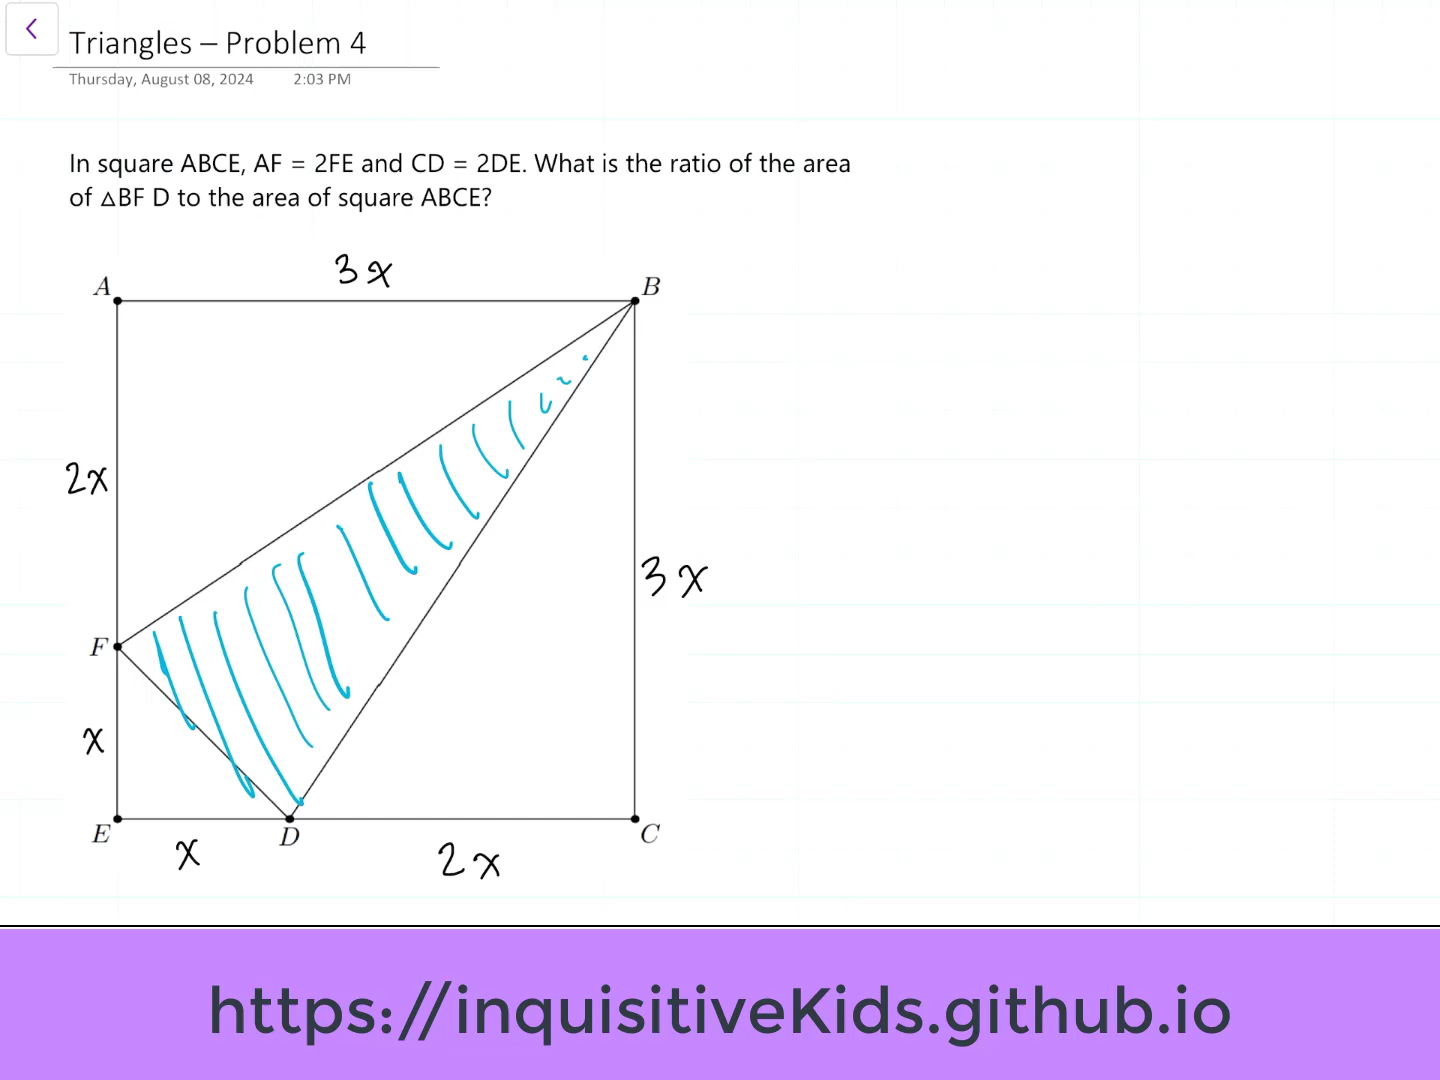 Triangles – Problem 4
Thursday, August 08, 2024 2:03 PM
In square ABCE, AF = 2FE and CD = 2DE. What is the ratio of the area
of △BF D to the area of square ABCE?
3x
A
B
2x
3x
F
x
E
D
C
x
2x
https://inquisitiveKids.github.io